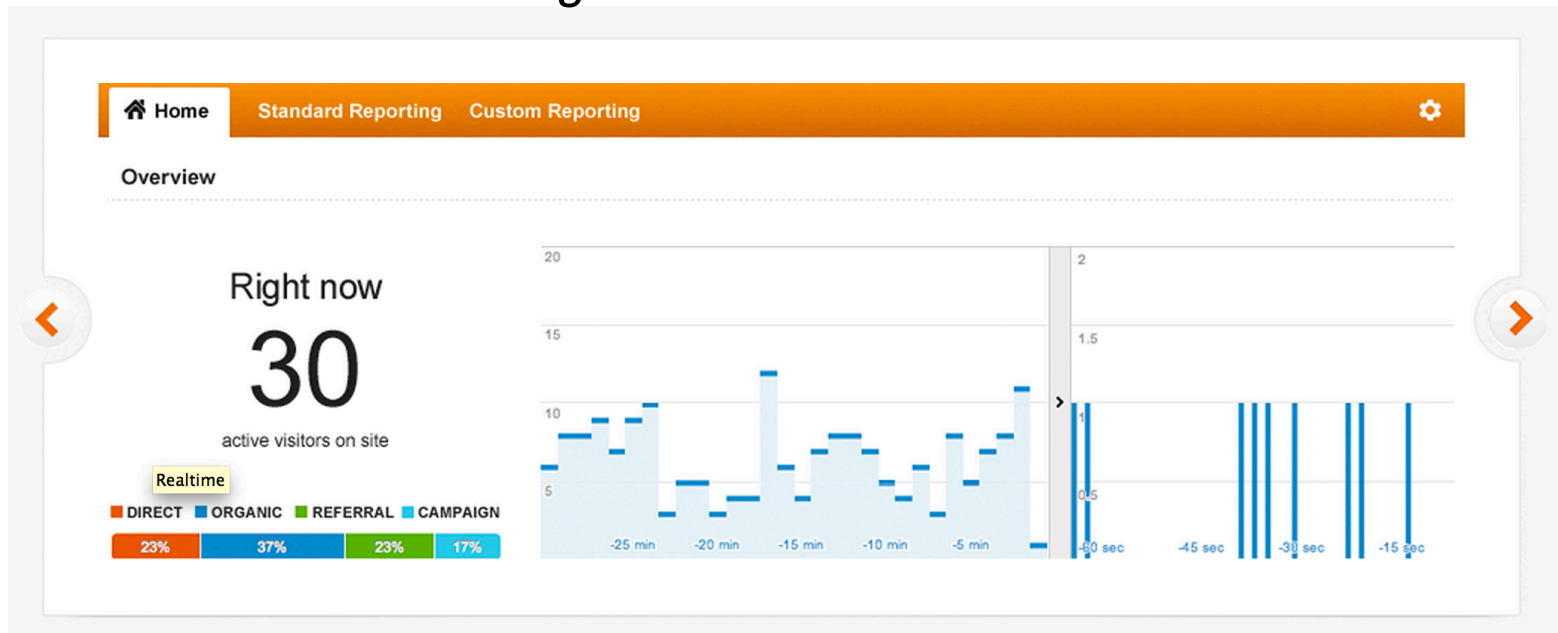 Home Standard Reporting Custom Reporting
Overview
Right now
30
active visitors on site
Realtime
DIRECT ORGANIC REFERRAL CAMPAIGN
23% 37% 23% 17%
20
15
10
5
-25 min -20 min -15 min -10 min -5 min
2
1.5
1
0.5
-60 sec -45 sec -30 sec -15 sec